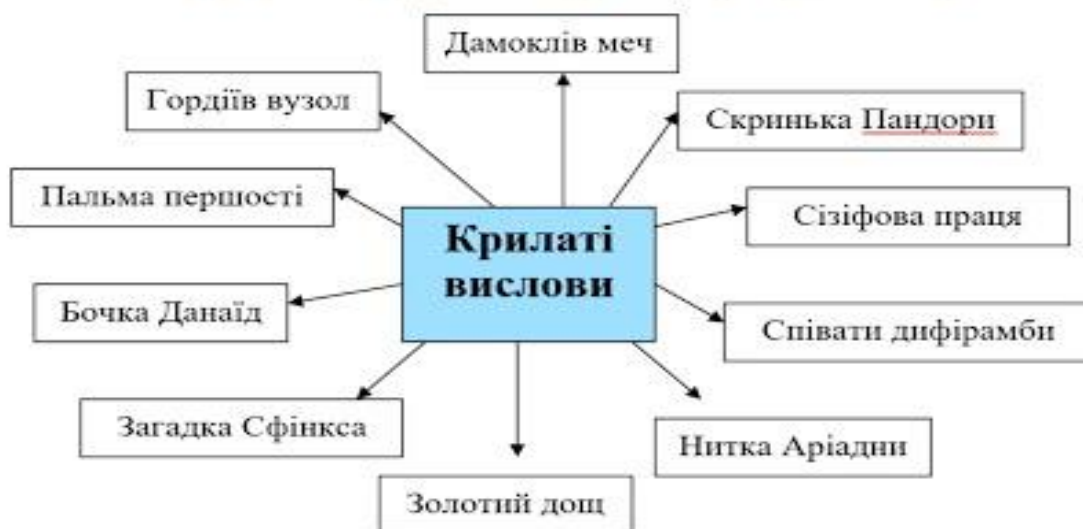 Дамоклів меч
Гордіїв вузол
Скринька Пандори
Пальма першості
Сізіфова праця
Крилаті
вислови
Бочка Данаїд
Співати дифірамби
Загадка Сфінкса
Нитка Аріадни
Золотий дощ